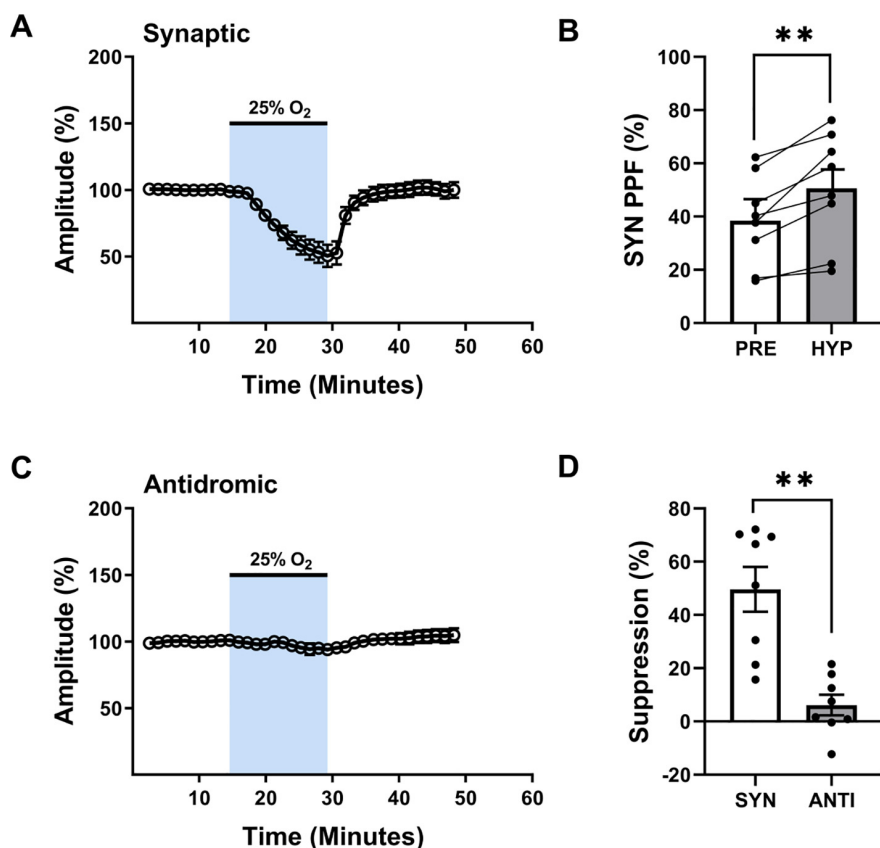 A
Synaptic
200
150
100
50
Amplitude (%)
25% O2
10 20 30 40 50 60
Time (Minutes)
B
**
100
80
60
40
20
0
SYN PPF (%)
PRE HYP
C
Antidromic
200
150
100
50
Amplitude (%)
25% O2
10 20 30 40 50 60
Time (Minutes)
D
**
80
60
40
20
0
-20
Suppression (%)
SYN ANTI